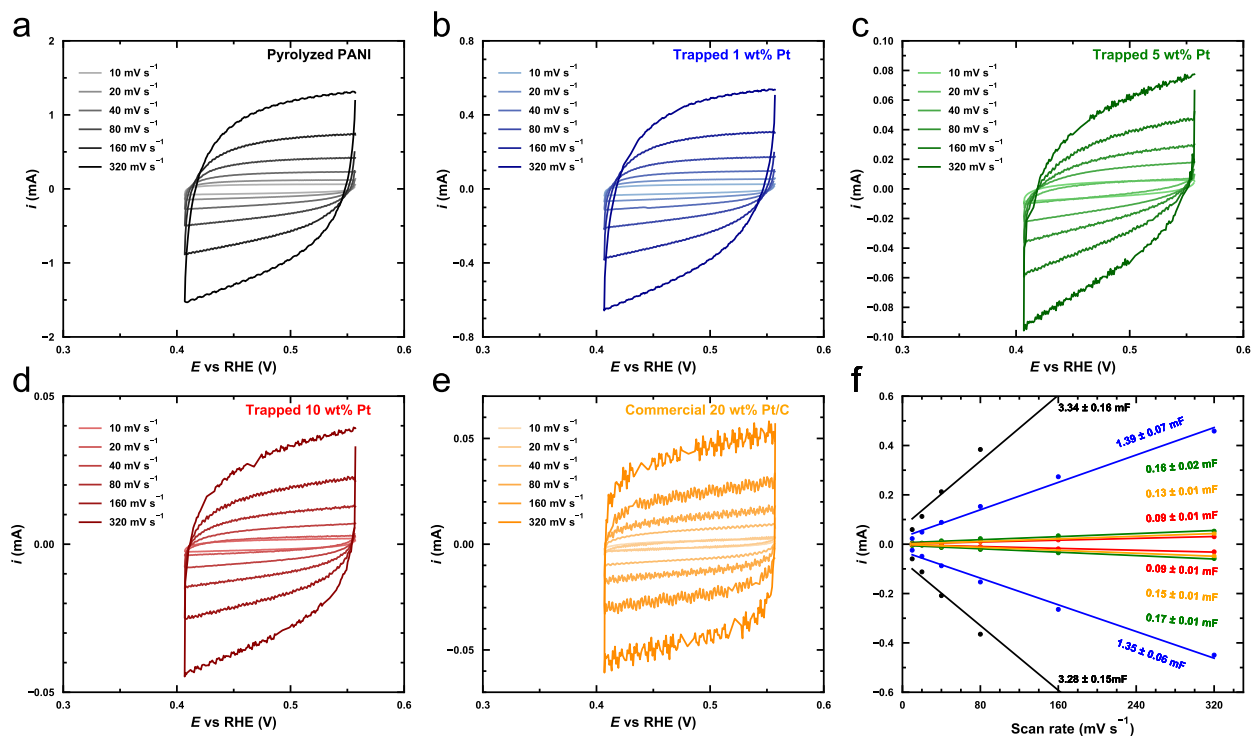 a
Pyrolyzed PANI
10 mV s⁻¹
20 mV s⁻¹
40 mV s⁻¹
80 mV s⁻¹
160 mV s⁻¹
320 mV s⁻¹
2
1
0
−1
−2
i (mA)
0.3
0.4
0.5
0.6
E vs RHE (V)
b
Trapped 1 wt% Pt
10 mV s⁻¹
20 mV s⁻¹
40 mV s⁻¹
80 mV s⁻¹
160 mV s⁻¹
320 mV s⁻¹
0.8
0.4
0.0
−0.4
−0.8
i (mA)
0.3
0.4
0.5
0.6
E vs RHE (V)
c
Trapped 5 wt% Pt
10 mV s⁻¹
20 mV s⁻¹
40 mV s⁻¹
80 mV s⁻¹
160 mV s⁻¹
320 mV s⁻¹
0.10
0.08
0.06
0.04
0.02
0.00
−0.02
−0.04
−0.06
−0.08
−0.10
i (mA)
0.3
0.4
0.5
0.6
E vs RHE (V)
d
Trapped 10 wt% Pt
10 mV s⁻¹
20 mV s⁻¹
40 mV s⁻¹
80 mV s⁻¹
160 mV s⁻¹
320 mV s⁻¹
0.05
0.00
−0.05
i (mA)
0.3
0.4
0.5
0.6
E vs RHE (V)
e
Commercial 20 wt% Pt/C
10 mV s⁻¹
20 mV s⁻¹
40 mV s⁻¹
80 mV s⁻¹
160 mV s⁻¹
320 mV s⁻¹
0.05
0.00
−0.05
i (mA)
0.3
0.4
0.5
0.6
E vs RHE (V)
f
0.6
0.4
0.2
0.0
−0.2
−0.4
−0.6
i (mA)
3.34 ± 0.16 mF
1.39 ± 0.07 mF
0.16 ± 0.02 mF
0.13 ± 0.01 mF
0.09 ± 0.01 mF
0.09 ± 0.01 mF
0.15 ± 0.01 mF
0.17 ± 0.01 mF
1.35 ± 0.06 mF
3.28 ± 0.15mF
0
80
160
240
320
Scan rate (mV s⁻¹)